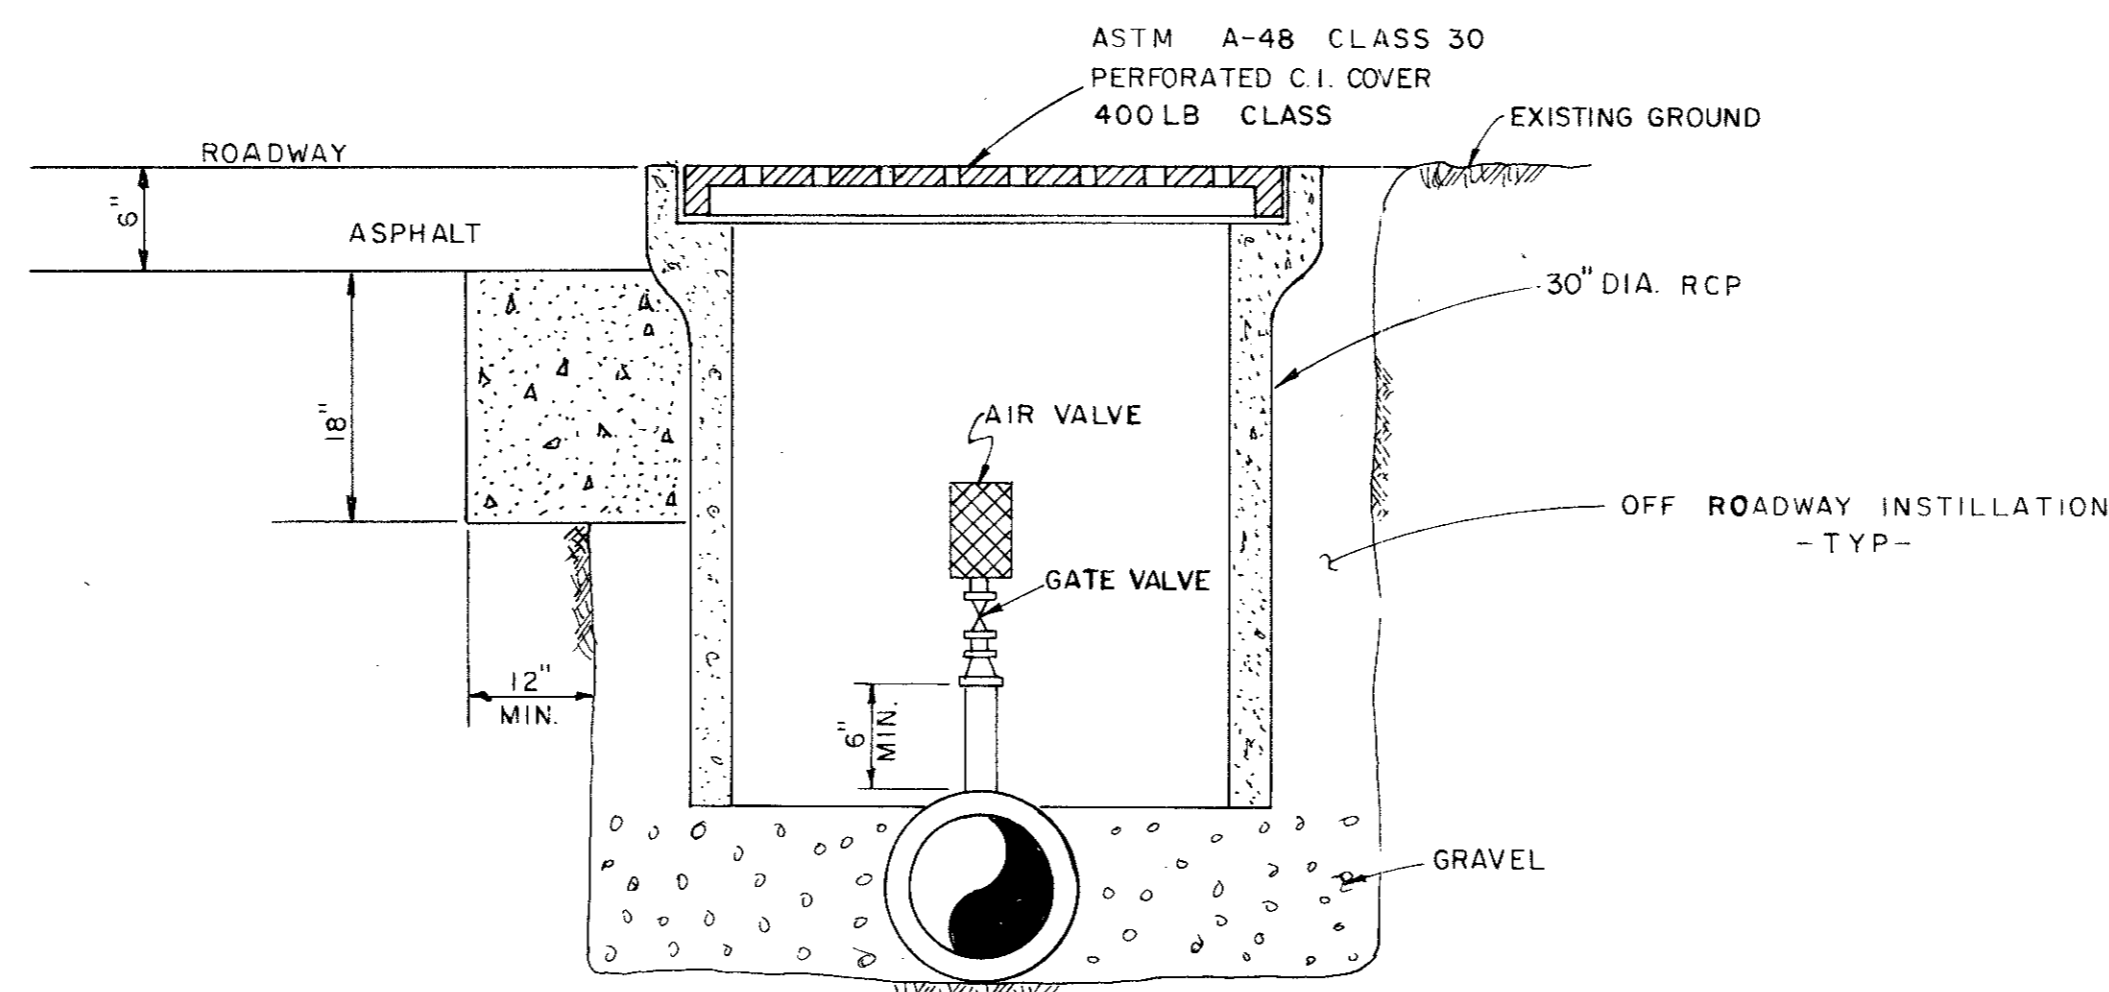 ASTM A-48 CLASS 30
PERFORATED C.I. COVER
400 LB CLASS
EXISTING GROUND
ROADWAY
6"
ASPHALT
30" DIA. RCP
18"
AIR VALVE
OFF ROADWAY INSTILLATION
-TYP-
GATE VALVE
12"
MIN.
6"
MIN.
GRAVEL